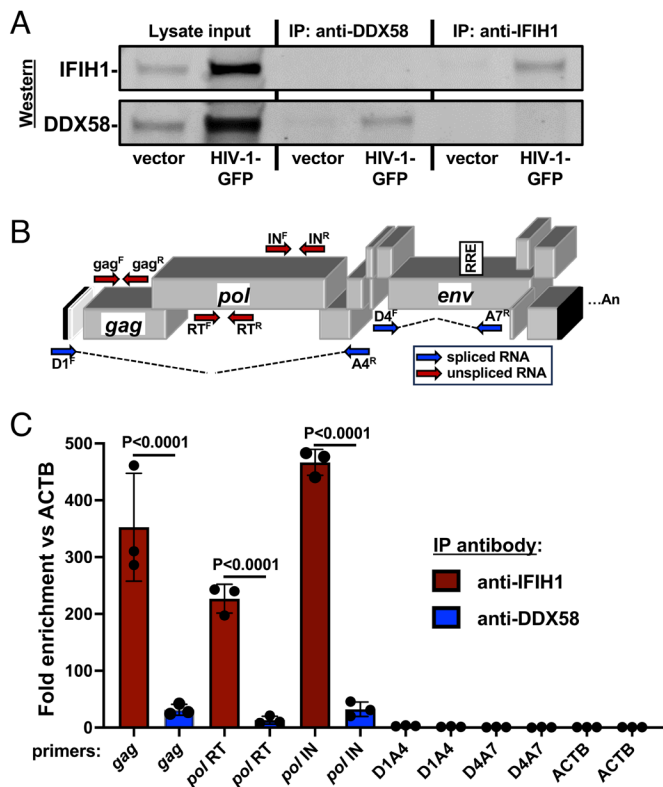 A
Lysate input IP: anti-DDX58 IP: anti-IFIH1
Western
IFIH1-
DDX58-
vector HIV-1-GFP vector HIV-1-GFP vector HIV-1-GFP
B
gagF gagR INF INR RRE
gag pol env ...An
RTF RTR D4F A7R
D1F A4R
spliced RNA
unspliced RNA
C
Fold enrichment vs ACTB
500
400
300
200
100
0
P<0.0001
P<0.0001
P<0.0001
IP antibody:
anti-IFIH1
anti-DDX58
primers: gag gag pol RT pol RT pol IN pol IN D1A4 D1A4 D4A7 D4A7 ACTB ACTB